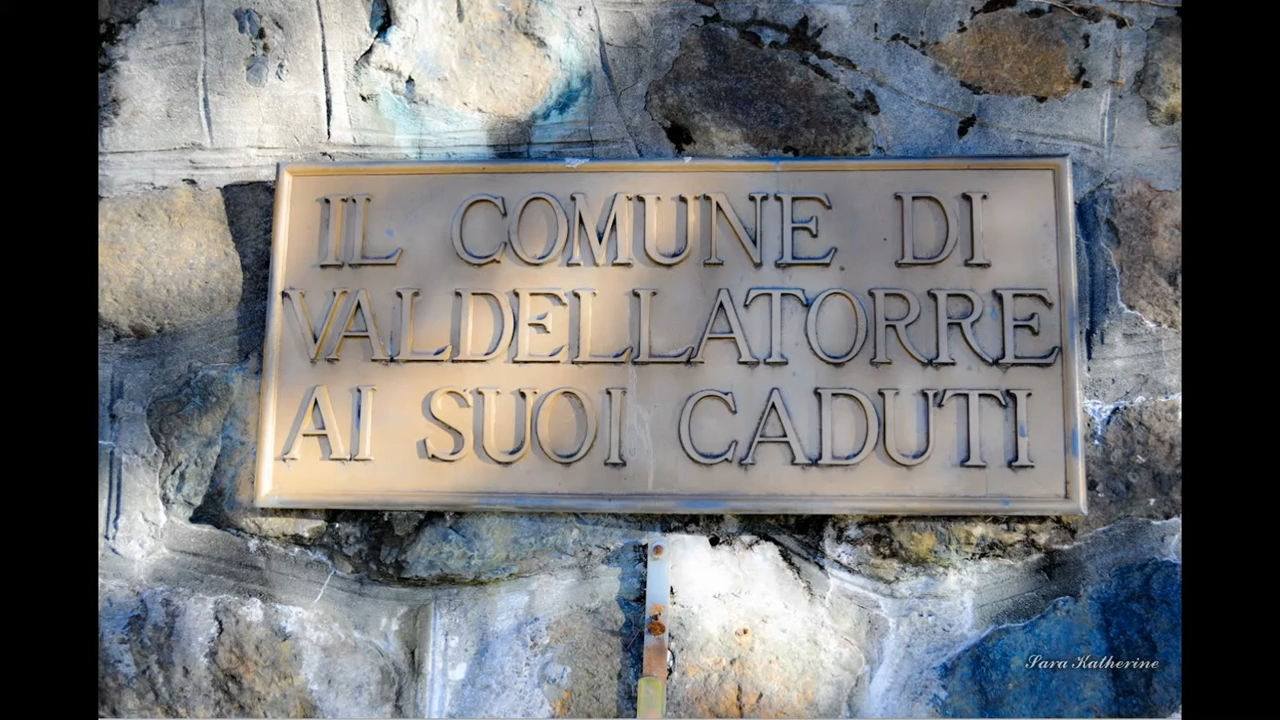 IL COMUNE DI
VALDELLATORRE
AI SUOI CADUTI
Sara Katherine